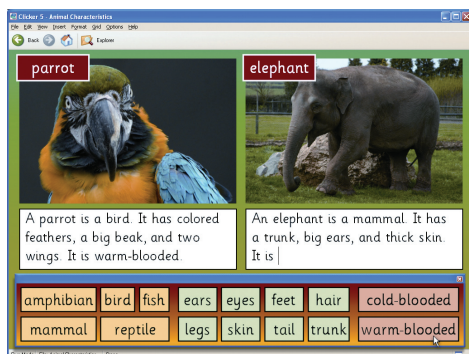 Clicker 5 - Animal Characteristics
File Edit View Insert Format Grid Options Help
Back Explorer
parrot
elephant
A parrot is a bird. It has colored
feathers, a big beak, and two
wings. It is warm-blooded.
An elephant is a mammal. It has
a trunk, big ears, and thick skin.
It is
amphibian bird fish ears eyes feet hair cold-blooded
mammal reptile legs skin tail trunk warm-blooded